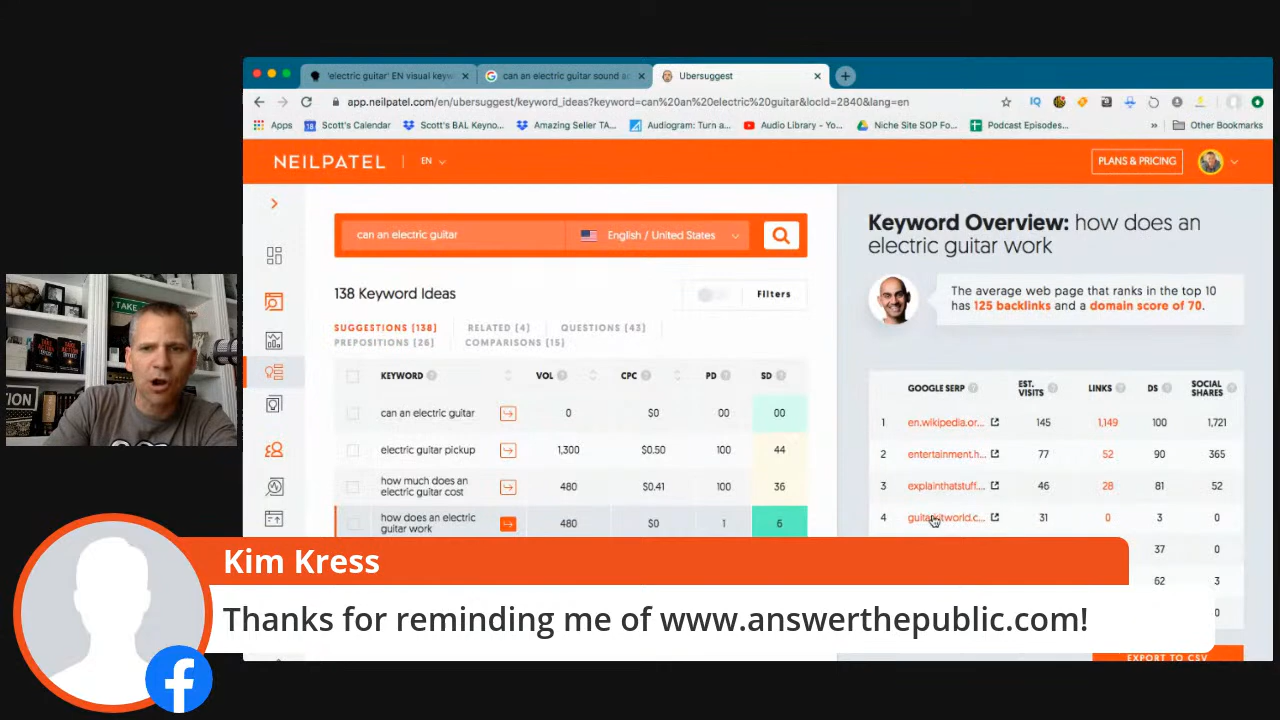 'electric guitar' EN visual keyw
can an electric guitar sound a
Ubersuggest
app.neilpatel.com/en/ubersuggest/keyword_ideas?keyword=can%20an%20electric%20guitar&locId=2840&lang=en
Apps
Scott's Calendar
Scott's BAL Keyno...
Amazing Seller TA...
Audiogram: Turn a...
Audio Library - Yo...
Niche Site SOP Fo...
Podcast Episodes...
» Other Bookmarks
NEILPATEL
EN
PLANS & PRICING
can an electric guitar
English / United States
138 Keyword Ideas
Filters
SUGGESTIONS (138) RELATED (4) QUESTIONS (43)
PREPOSITIONS (26) COMPARISONS (15)
KEYWORD VOL CPC PD SD
can an electric guitar 0 $0 00 00
electric guitar pickup 1,300 $0.50 100 44
how much does an
electric guitar cost 480 $0.41 100 36
how does an electric
guitar work 480 $0 1 6
Keyword Overview: how does an
electric guitar work
The average web page that ranks in the top 10
has 125 backlinks and a domain score of 70.
GOOGLE SERP EST. VISITS LINKS DS SOCIAL SHARES
1 en.wikipedia.or... 145 1,149 100 1,721
2 entertainment.h... 77 52 90 365
3 explainthatstuff.... 46 28 81 52
4 guitarkitworld.c... 31 0 3 0
37 0
62 3
0
EXPORT TO CSV
TAKE
Kim Kress
Thanks for reminding me of www.answerthepublic.com!